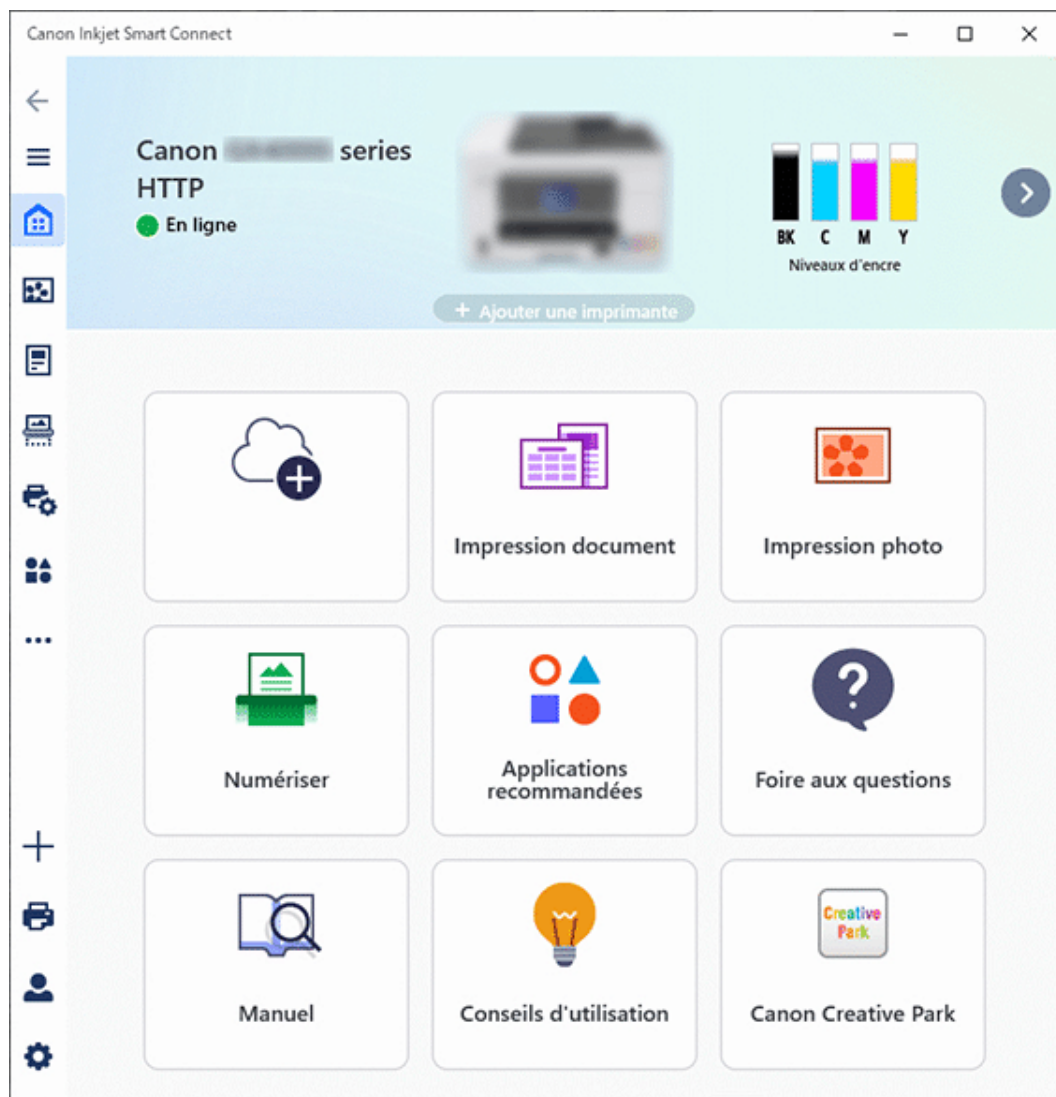 Canon Inkjet Smart Connect
Canon series
HTTP
En ligne
BK C M Y
Niveaux d'encre
+ Ajouter une imprimante
Impression document
Impression photo
Numériser
Applications
recommandées
Foire aux questions
Creative
Park
Manuel
Conseils d'utilisation
Canon Creative Park